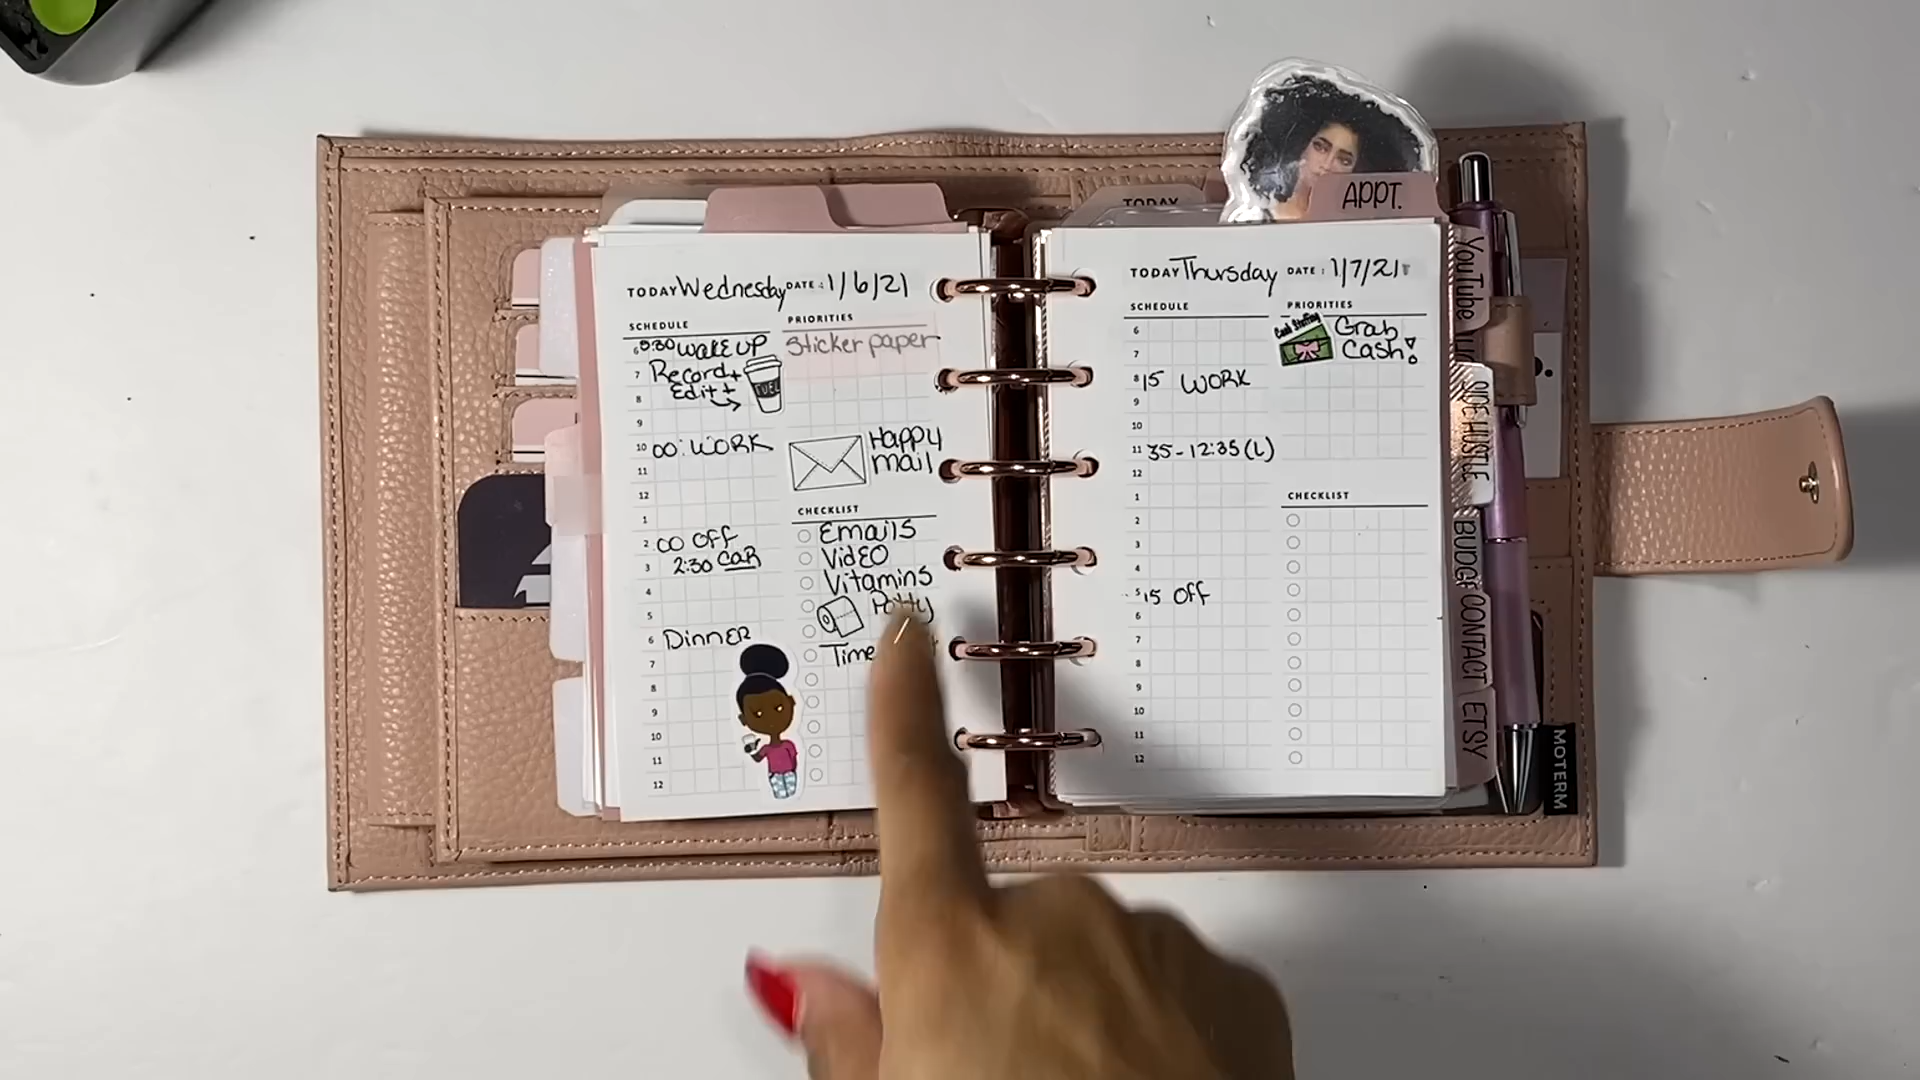 TODAY
APPT.
TODAY Wednesday DATE: 1/6/21
SCHEDULE
PRIORITIES
6 5:30 WAKE UP
7 Record +
Edit +
8
9
10 00: WORK
11
12
1
2 :00 OFF
3 2:30 CAR
4
5
6 DINNER
7
8
9
10
11
12
Sticker paper
FUEL
Happy
mail
CHECKLIST
Emails
Video
Vitamins
Potty
Time
TODAY Thursday DATE: 1/7/21
SCHEDULE
PRIORITIES
6
7
8 15 WORK
9
10
11 35-12:35 (L)
12
1
2
3
4
5 15 OFF
6
7
8
9
10
11
12
Cash Stuffing
Grab
Cash!
CHECKLIST
YouTube
SIDE HUSTLE
BUDGET
CONTACT
ETSY
MOTERM